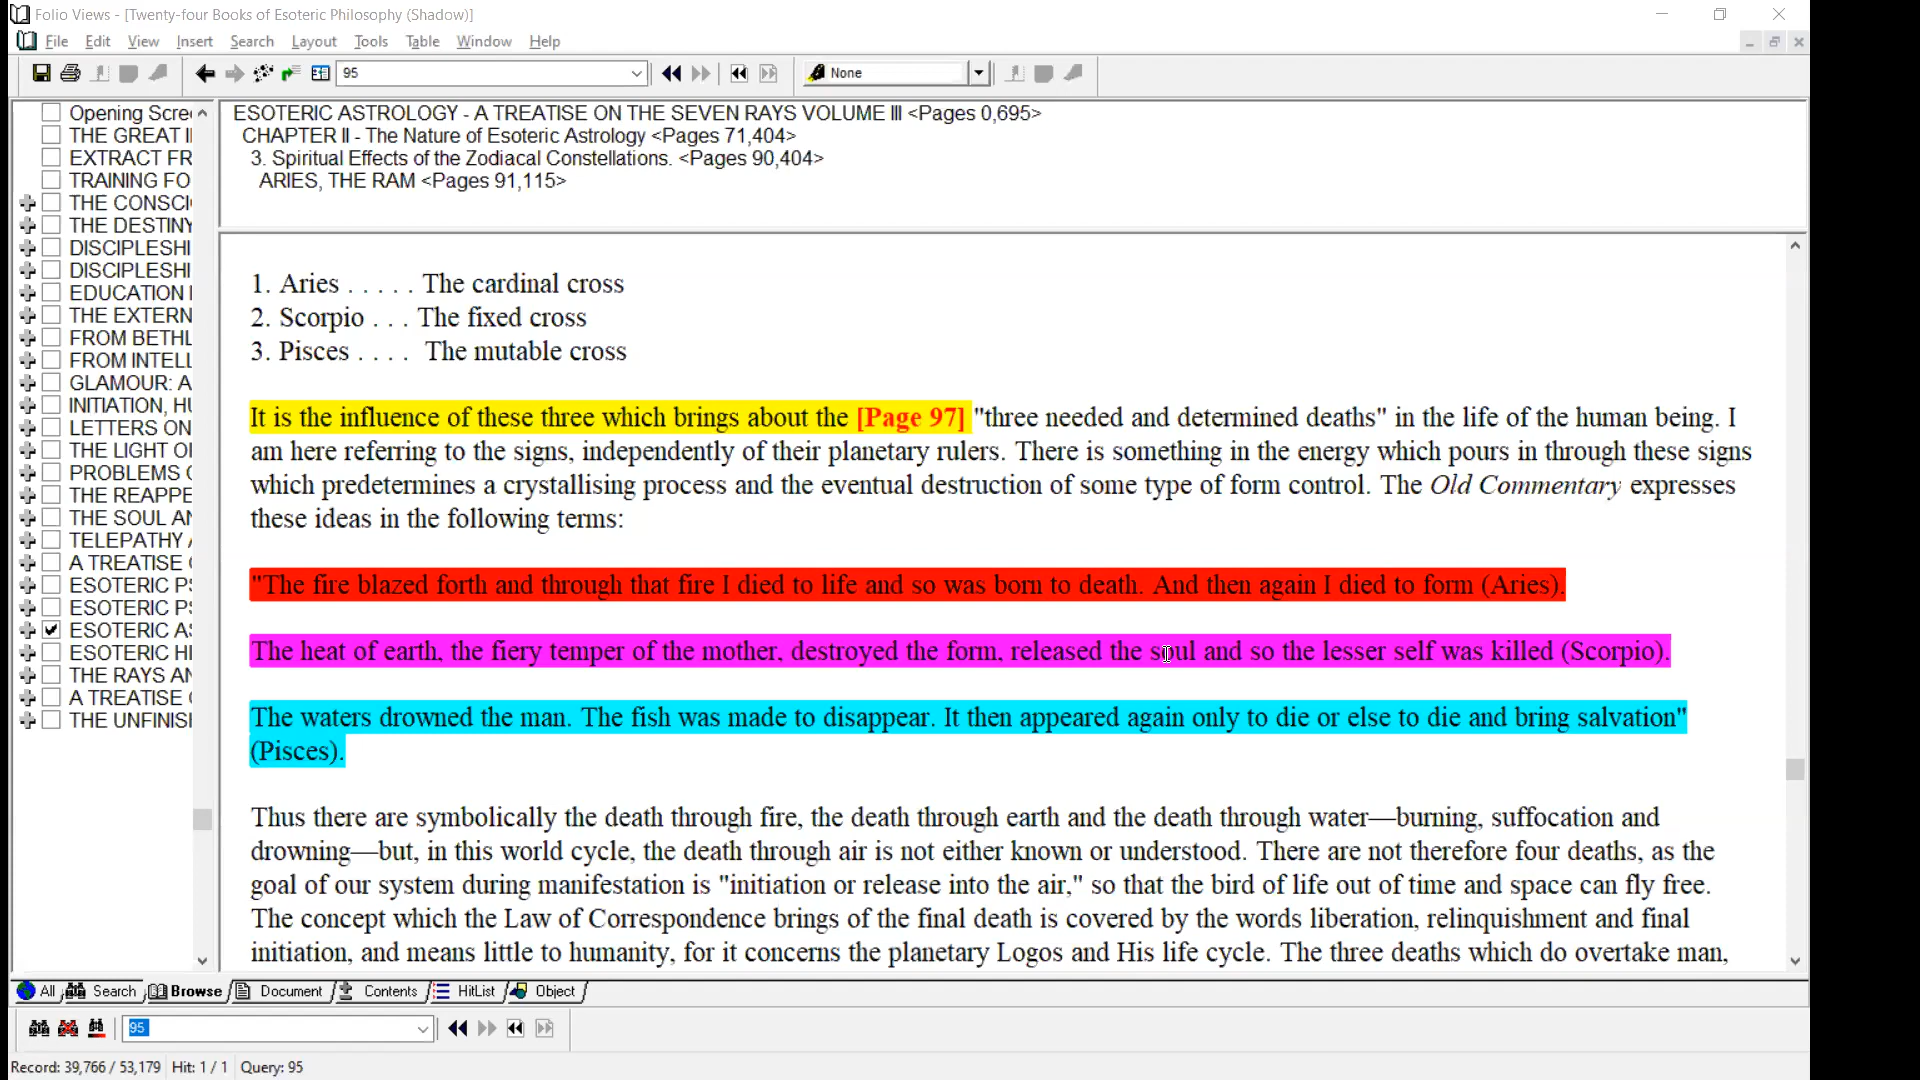 Folio Views - [Twenty-four Books of Esoteric Philosophy (Shadow)]
File Edit View Insert Search Layout Tools Table Window Help
95
None
Opening Scree
THE GREAT I
EXTRACT FR
TRAINING FO
THE CONSCI
THE DESTINY
DISCIPLESHI
DISCIPLESHI
EDUCATION I
THE EXTERN
FROM BETHL
FROM INTELL
GLAMOUR: A
INITIATION, HU
LETTERS ON
THE LIGHT OF
PROBLEMS O
THE REAPPE
THE SOUL AN
TELEPATHY A
A TREATISE O
ESOTERIC PS
ESOTERIC PS
ESOTERIC AS
ESOTERIC HE
THE RAYS AN
A TREATISE O
THE UNFINISH
ESOTERIC ASTROLOGY - A TREATISE ON THE SEVEN RAYS VOLUME III <Pages 0,695>
CHAPTER II - The Nature of Esoteric Astrology <Pages 71,404>
3. Spiritual Effects of the Zodiacal Constellations. <Pages 90,404>
ARIES, THE RAM <Pages 91,115>
1. Aries . . . . . The cardinal cross
2. Scorpio . . . The fixed cross
3. Pisces . . . . The mutable cross
It is the influence of these three which brings about the [Page 97] "three needed and determined deaths" in the life of the human being. I
am here referring to the signs, independently of their planetary rulers. There is something in the energy which pours in through these signs
which predetermines a crystallising process and the eventual destruction of some type of form control. The Old Commentary expresses
these ideas in the following terms:
"The fire blazed forth and through that fire I died to life and so was born to death. And then again I died to form (Aries).
The heat of earth, the fiery temper of the mother, destroyed the form, released the soul and so the lesser self was killed (Scorpio).
The waters drowned the man. The fish was made to disappear. It then appeared again only to die or else to die and bring salvation"
(Pisces).
Thus there are symbolically the death through fire, the death through earth and the death through water—burning, suffocation and
drowning—but, in this world cycle, the death through air is not either known or understood. There are not therefore four deaths, as the
goal of our system during manifestation is "initiation or release into the air," so that the bird of life out of time and space can fly free.
The concept which the Law of Correspondence brings of the final death is covered by the words liberation, relinquishment and final
initiation, and means little to humanity, for it concerns the planetary Logos and His life cycle. The three deaths which do overtake man,
All Search Browse Document Contents HitList Object
95
Record: 39,766 / 53,179 Hit: 1 / 1 Query: 95